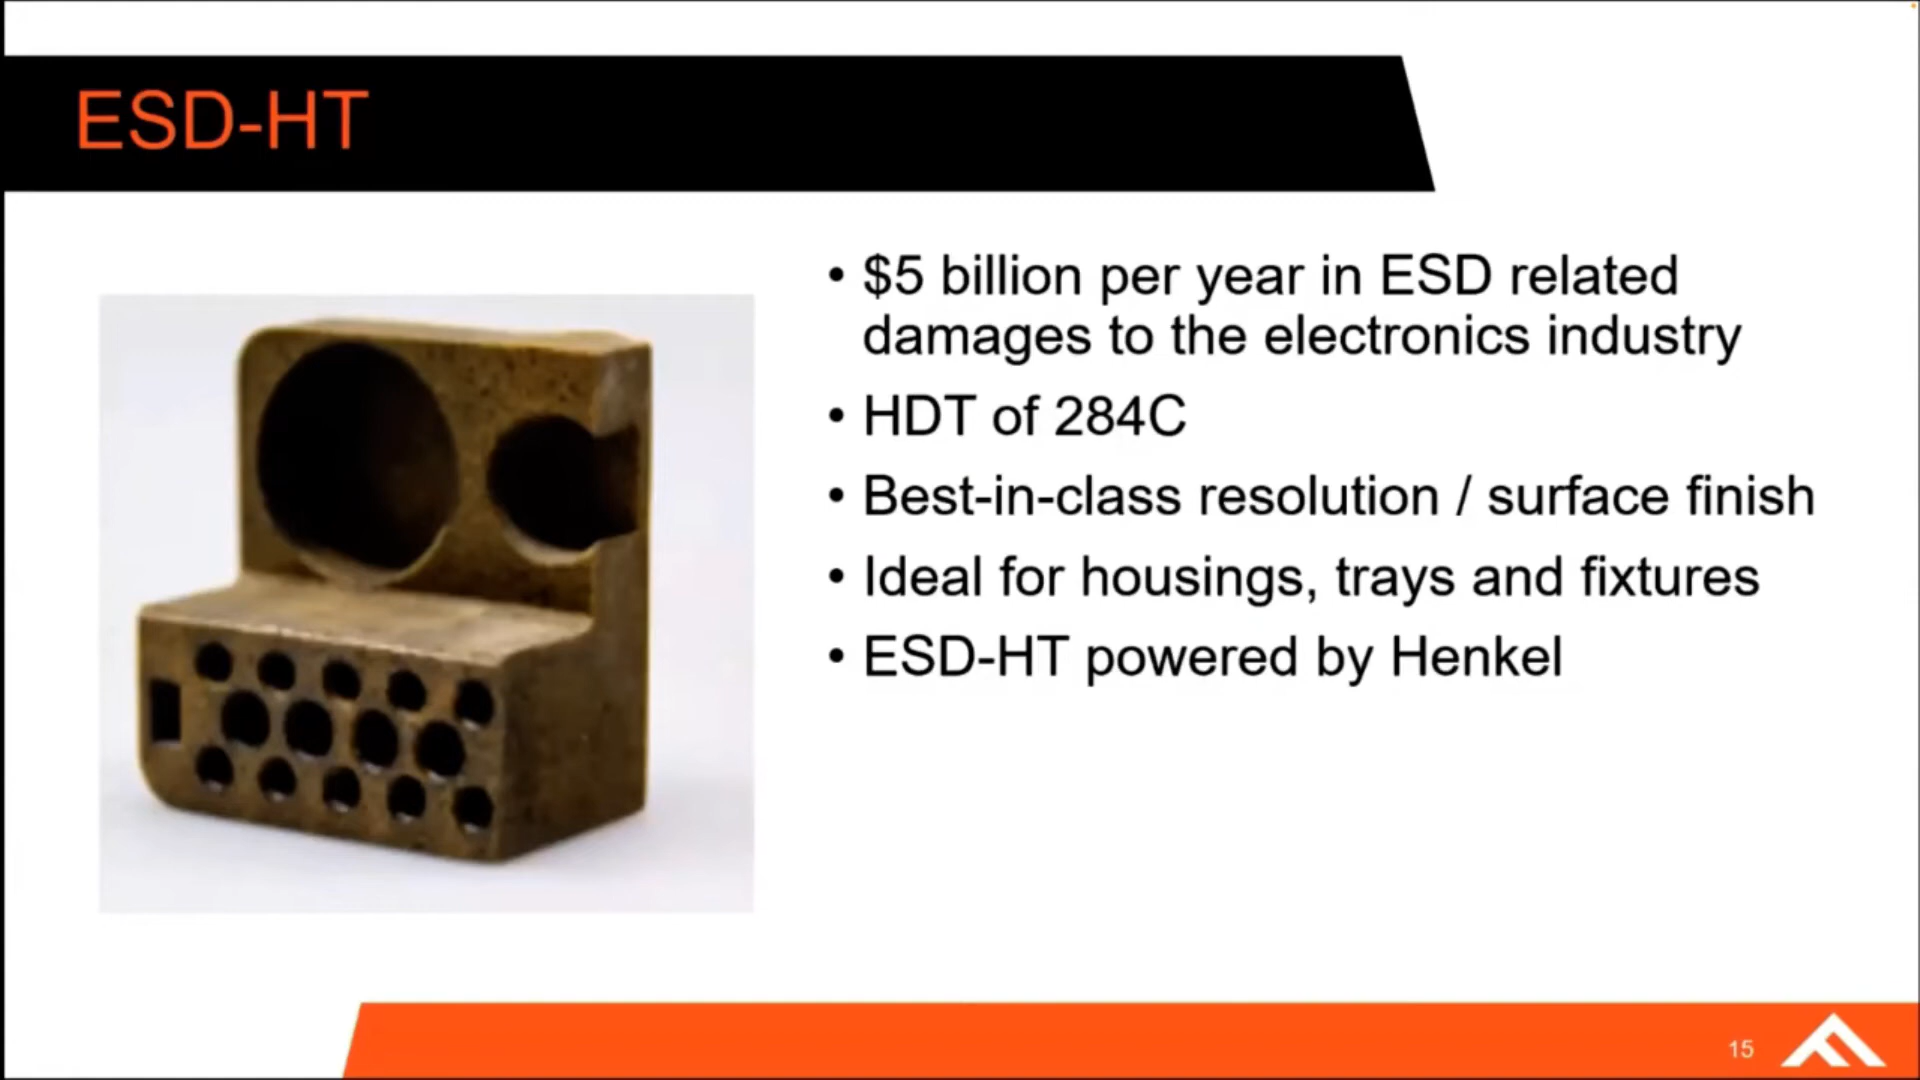 ESD-HT
• $5 billion per year in ESD related
damages to the electronics industry
• HDT of 284C
• Best-in-class resolution / surface finish
• Ideal for housings, trays and fixtures
• ESD-HT powered by Henkel
15